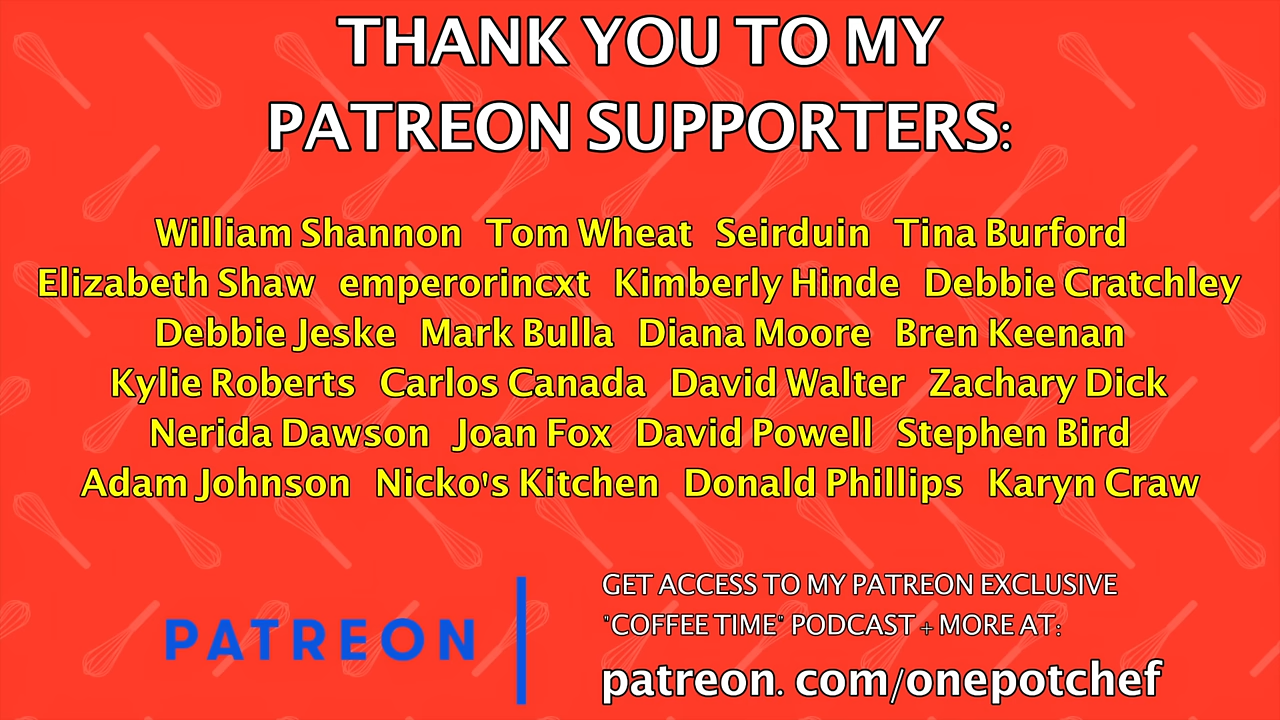 THANK YOU TO MY
PATREON SUPPORTERS:
William Shannon Tom Wheat Seirduin Tina Burford
Elizabeth Shaw emperorincxt Kimberly Hinde Debbie Cratchley
Debbie Jeske Mark Bulla Diana Moore Bren Keenan
Kylie Roberts Carlos Canada David Walter Zachary Dick
Nerida Dawson Joan Fox David Powell Stephen Bird
Adam Johnson Nicko's Kitchen Donald Phillips Karyn Craw
PATREON
GET ACCESS TO MY PATREON EXCLUSIVE
"COFFEE TIME" PODCAST + MORE AT:
patreon. com/onepotchef